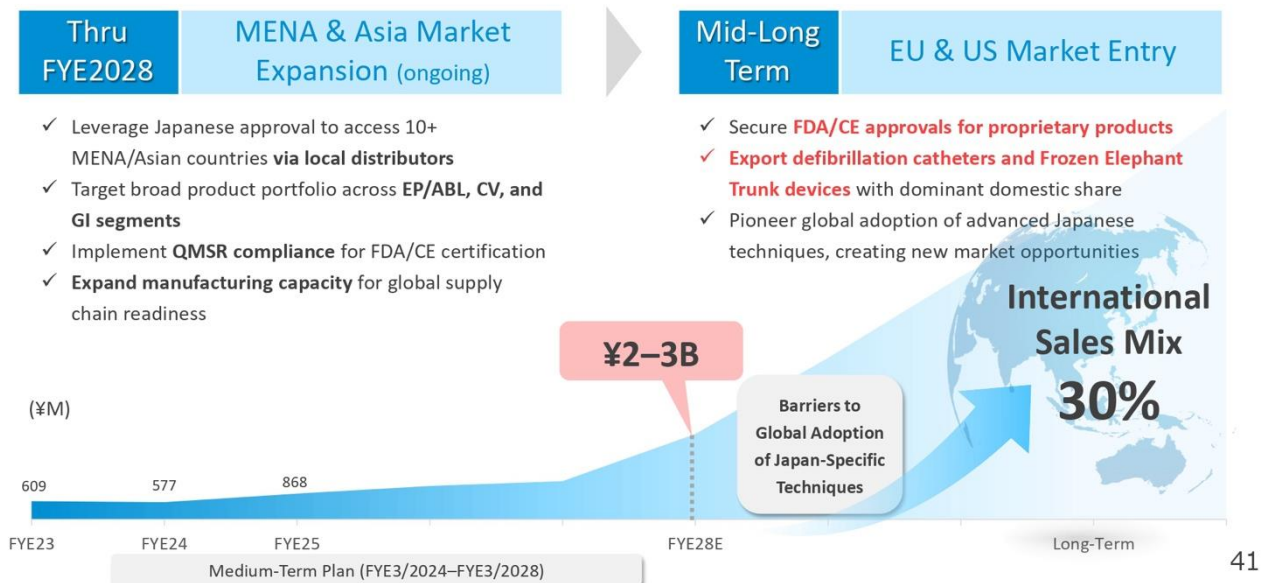 Thru
FYE2028
MENA & Asia Market
Expansion (ongoing)
Mid-Long
Term
EU & US Market Entry
✓ Leverage Japanese approval to access 10+
MENA/Asian countries via local distributors
✓ Target broad product portfolio across EP/ABL, CV, and
GI segments
✓ Implement QMSR compliance for FDA/CE certification
✓ Expand manufacturing capacity for global supply
chain readiness
✓ Secure FDA/CE approvals for proprietary products
✓ Export defibrillation catheters and Frozen Elephant
Trunk devices with dominant domestic share
✓ Pioneer global adoption of advanced Japanese
techniques, creating new market opportunities
International
Sales Mix
30%
¥2–3B
Barriers to
Global Adoption
of Japan-Specific
Techniques
(¥M)
609
577
868
FYE23
FYE24
FYE25
FYE28E
Long-Term
Medium-Term Plan (FYE3/2024–FYE3/2028)
41